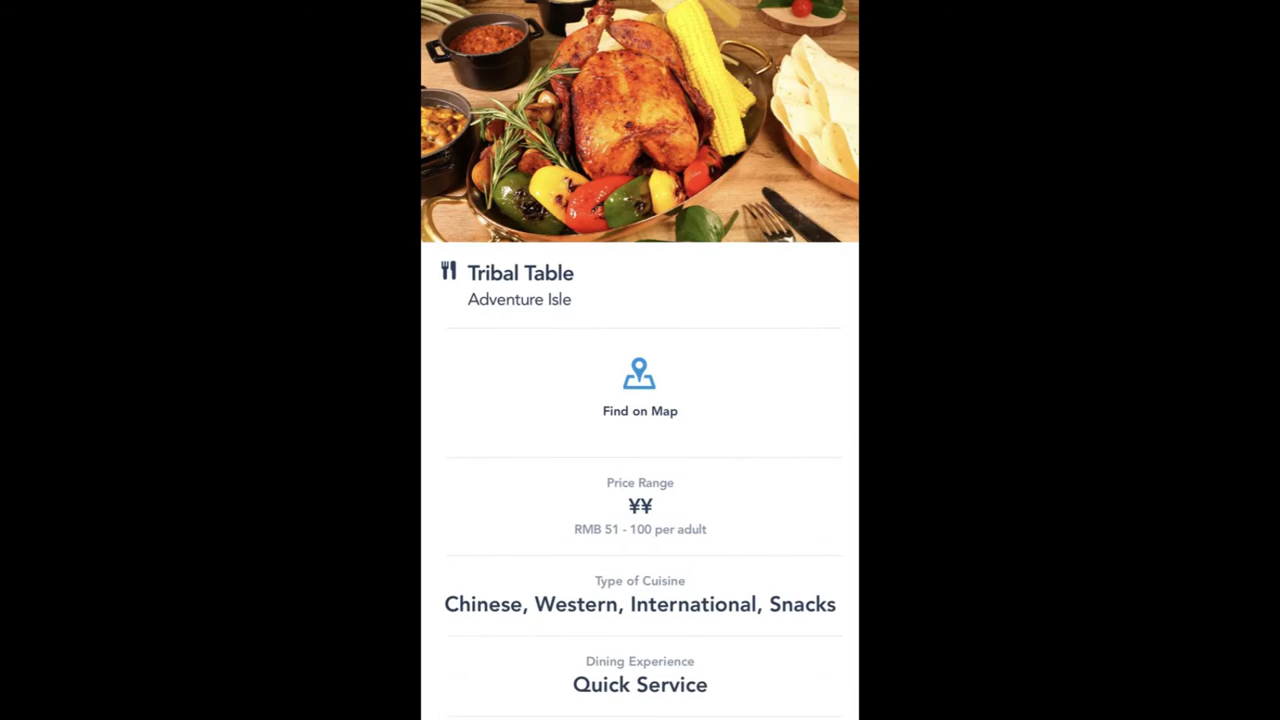 Tribal Table
Adventure Isle
Find on Map
Price Range
¥¥
RMB 51 - 100 per adult
Type of Cuisine
Chinese, Western, International, Snacks
Dining Experience
Quick Service